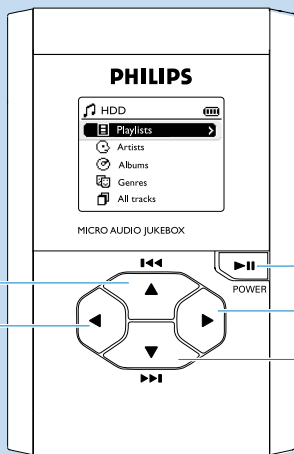 PHILIPS
HDD
Playlists
Artists
Albums
Genres
All tracks
MICRO AUDIO JUKEBOX
POWER